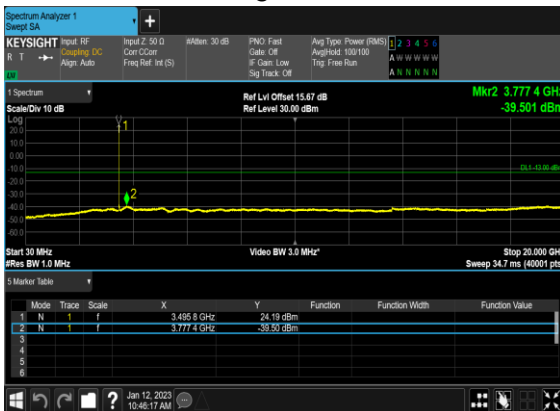 Spectrum Analyzer 1
Swept SA
KEYSIGHT Input: RF Input Z: 50 Ω #Atten: 30 dB PNO: Fast Avg Type: Power (RMS) 1 2 3 4 5 6
R T Coupling: DC Corr CCorr Gate: Off Avg|Hold: 100/100 A W W W W W
Align: Auto Freq Ref: Int (S) IF Gain: Low Trig: Free Run
Sig Track: Off A N N N N N
1 Spectrum Ref Lvl Offset 15.67 dB Mkr2 3.777 4 GHz
Scale/Div 10 dB Ref Level 30.00 dBm -39.501 dBm
Log
20.0
10.0
0.00
-10.0
DL1 -13.00 dBm
-20.0
-30.0
-40.0
-50.0
-60.0
1
2
Start 30 MHz Video BW 3.0 MHz* Stop 20.000 GHz
#Res BW 1.0 MHz Sweep 34.7 ms (40001 pts)
5 Marker Table
Mode Trace Scale X Y Function Function Width Function Value
1 N 1 f 3.495 8 GHz 24.19 dBm
2 N 1 f 3.777 4 GHz -39.50 dBm
3
4
5
6
? Jan 12, 2023
10:46:17 AM